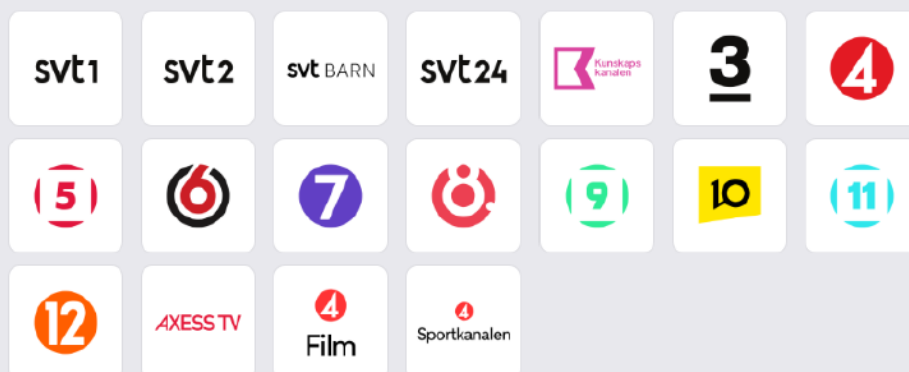 svt1
svt2
svt BARN
svt24
Kunskaps
kanalen
3
4
5
6
7
8
9
10
11
12
AXESS TV
4
Film
4
Sportkanalen